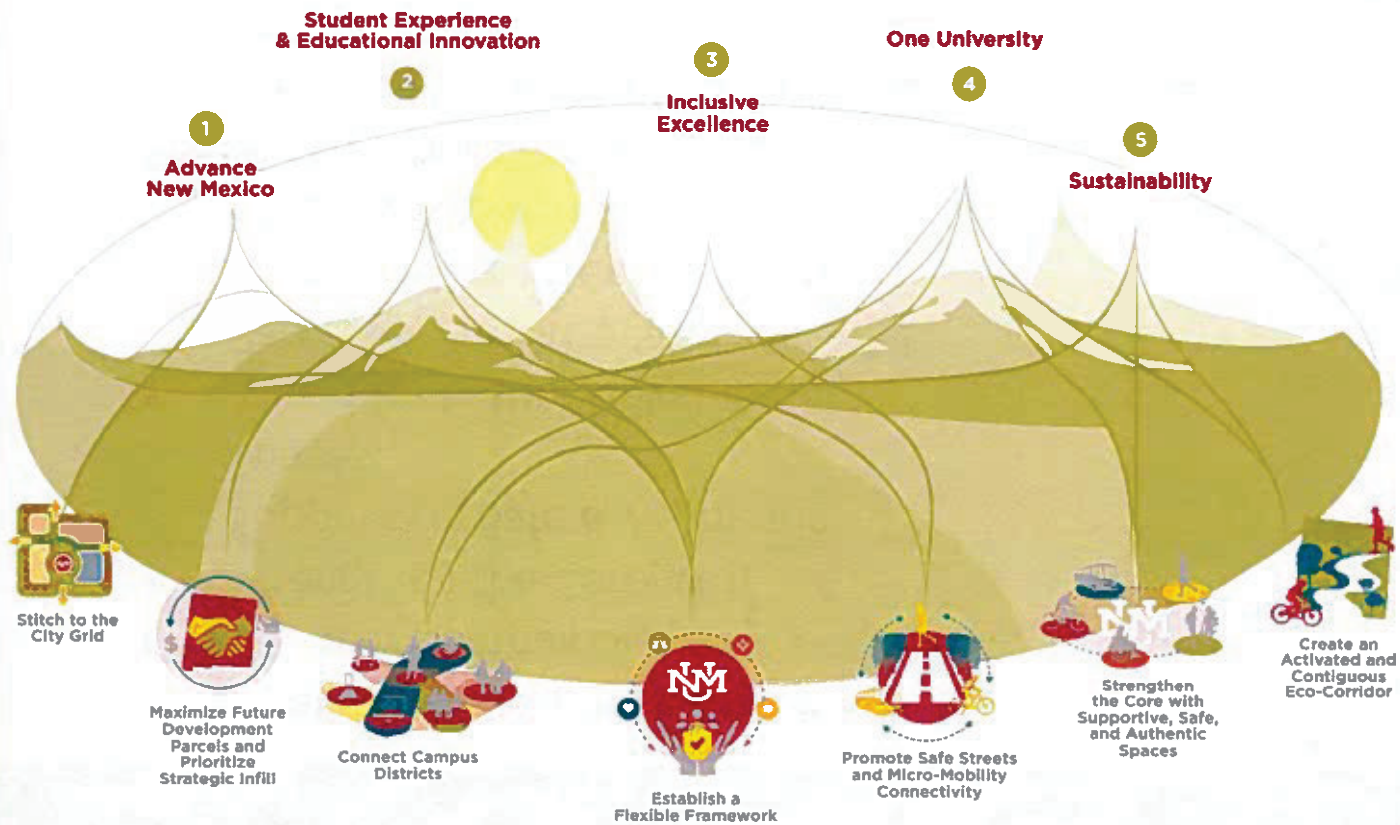 Student Experience
& Educational Innovation
2
One University
4
3
Inclusive
Excellence
1
Advance
New Mexico
5
Sustainability
Stitch to the
City Grid
$
Maximize Future
Development
Parcels and
Prioritize
Strategic Infill
Connect Campus
Districts
UNM
Establish a
Flexible Framework
Promote Safe Streets
and Micro-Mobility
Connectivity
UNM
Strengthen
the Core with
Supportive, Safe,
and Authentic
Spaces
Create an
Activated and
Contiguous
Eco-Corridor